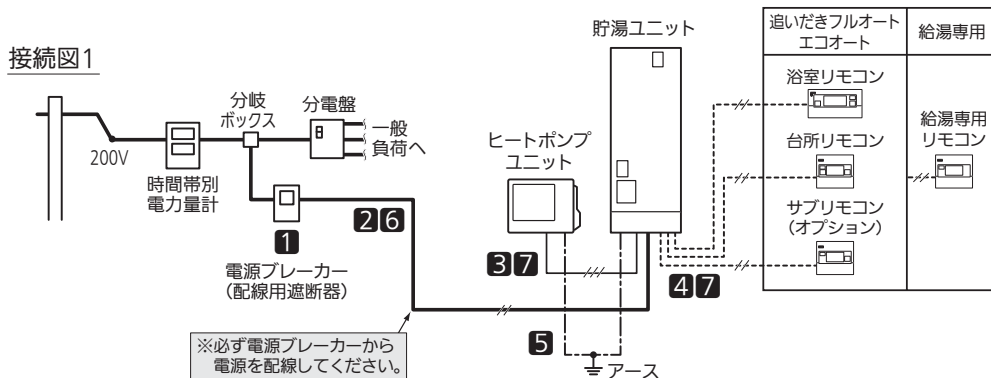 接続図1
200V
時間帯別
電力量計
分岐
ボックス
分電盤
一般
負荷へ
1
電源ブレーカー
(配線用遮断器)
26
※必ず電源ブレーカーから
電源を配線してください。
ヒートポンプ
ユニット
貯湯ユニット
37
47
5
アース
追いだきフルオート
エコオート
給湯専用
浴室リモコン
台所リモコン
サブリモコン
(オプション)
給湯専用
リモコン